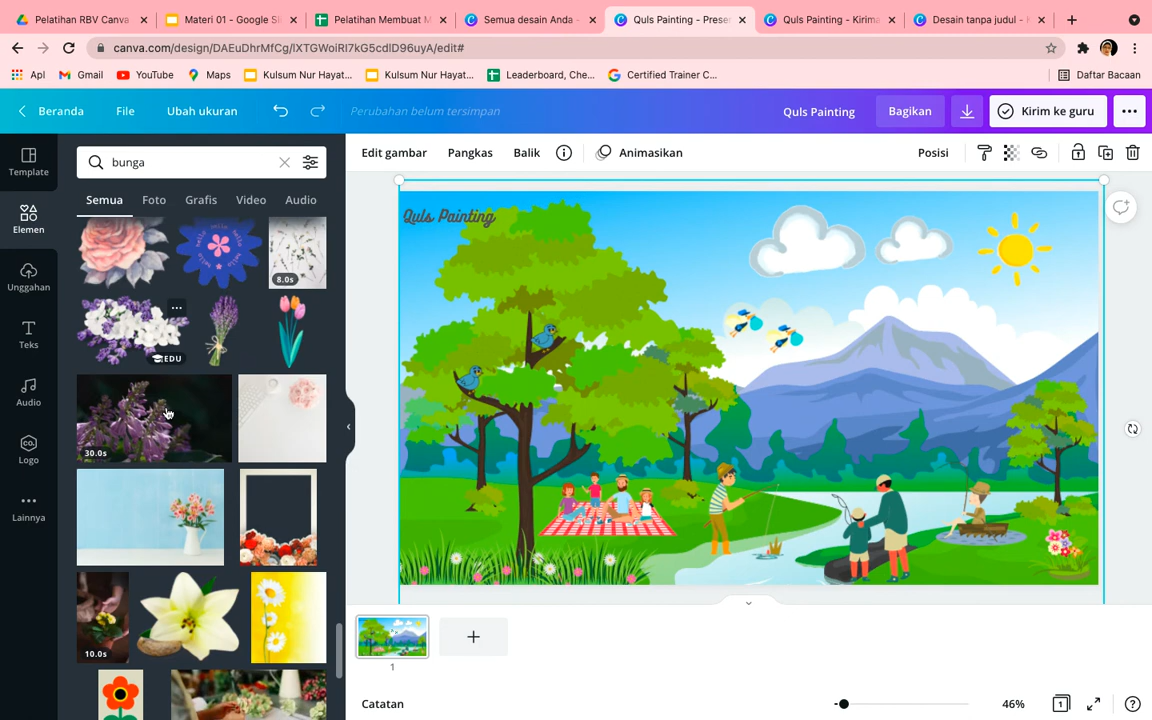 Pelatihan RBV Canva
Materi 01 - Google Sl
Pelatihan Membuat M
Semua desain Anda -
Quls Painting - Prese
Quls Painting - Kirima
Desain tanpa judul -
canva.com/design/DAEuDhrMfCg/IXTGWoiRI7kG5cdlD96uyA/edit#
Apl
Gmail
YouTube
Maps
Kulsum Nur Hayat...
Kulsum Nur Hayat...
Leaderboard, Che...
Certified Trainer C...
Daftar Bacaan
Beranda
File
Ubah ukuran
Perubahan belum tersimpan
Quls Painting
Bagikan
Kirim ke guru
Template
bunga
Edit gambar
Pangkas
Balik
Animasikan
Posisi
Semua
Foto
Grafis
Video
Audio
Elemen
Quls Painting
8.0s
Unggahan
Teks
EDU
Audio
30.0s
CO.
Logo
Lainnya
10.0s
1
Catatan
46%
1